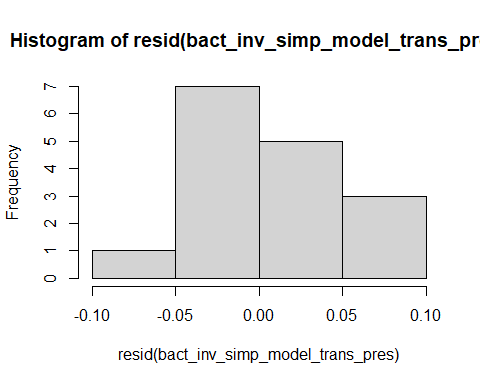 Histogram of resid(bact_inv_simp_model_trans_pre
Frequency
7
6
5
4
3
2
1
0
-0.10 -0.05 0.00 0.05 0.10
resid(bact_inv_simp_model_trans_pres)